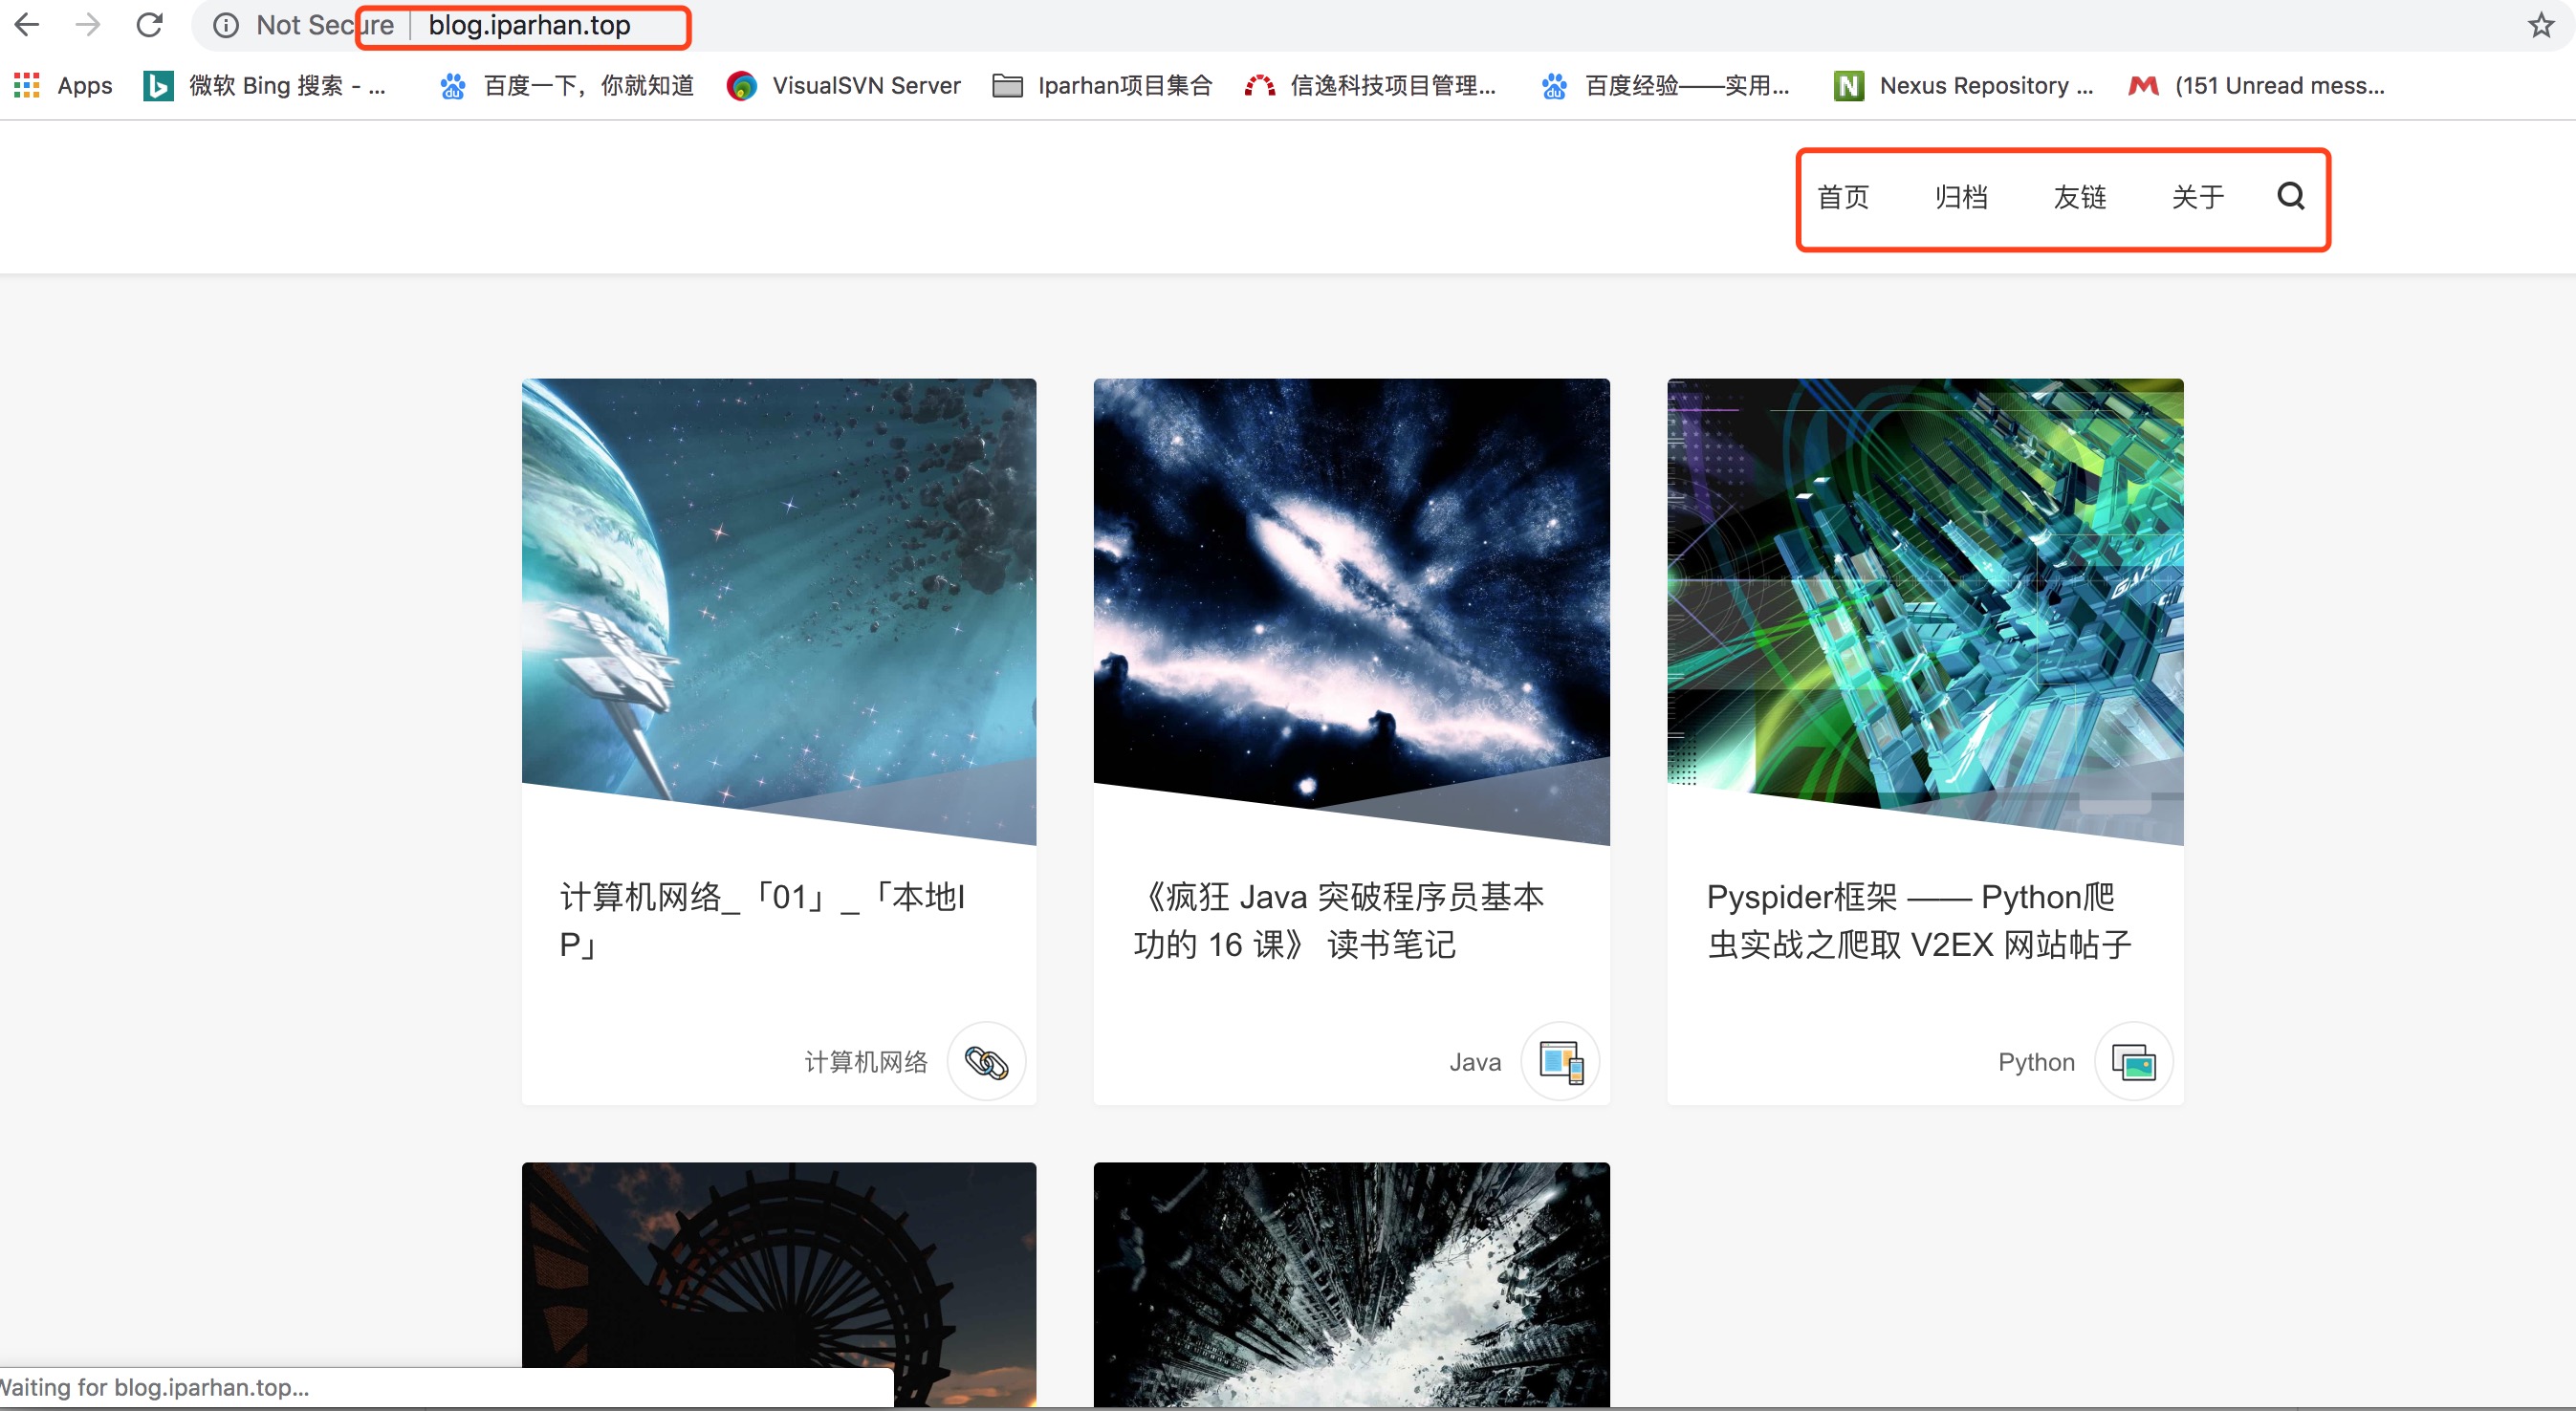 Not Secure | blog.iparhan.top
Apps 微软 Bing 搜索 - ... 百度一下，你就知道 VisualSVN Server Iparhan项目集合 信逸科技项目管理... 百度经验——实用... Nexus Repository ... (151 Unread mess...
首页 归档 友链 关于
计算机网络_「01」_「本地I
P」
计算机网络
《疯狂 Java 突破程序员基本
功的 16 课》 读书笔记
Java
Pyspider框架 —— Python爬
虫实战之爬取 V2EX 网站帖子
Python
Waiting for blog.iparhan.top...